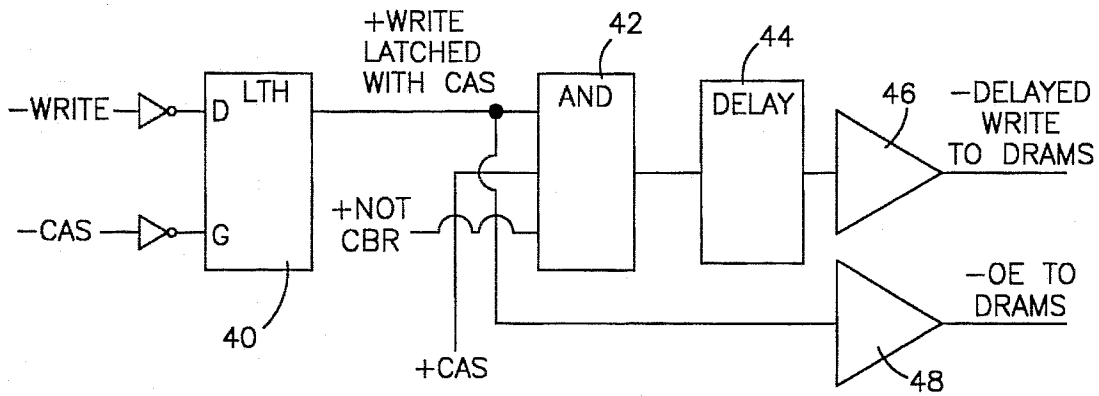 +WRITE
LATCHED
WITH CAS
42
44
LTH
-WRITE
D
AND
DELAY
46
-DELAYED
WRITE
TO DRAMS
-CAS
G
+NOT
CBR
40
+CAS
-OE TO
DRAMS
48